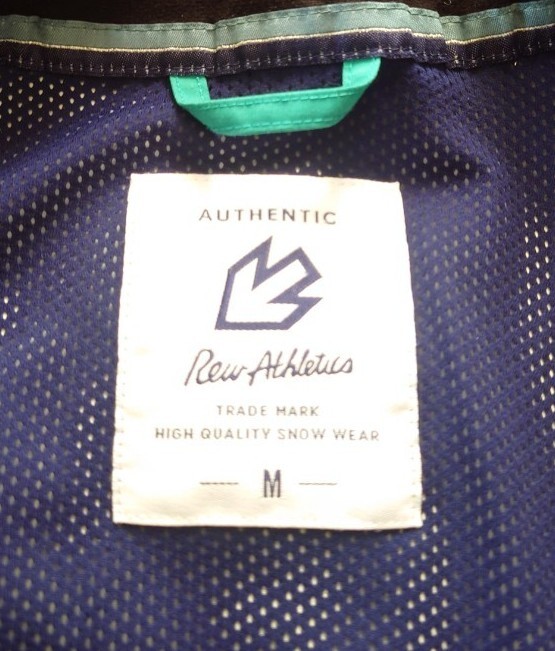 AUTHENTIC
Rew-Athletics
TRADE MARK
HIGH QUALITY SNOW WEAR
M